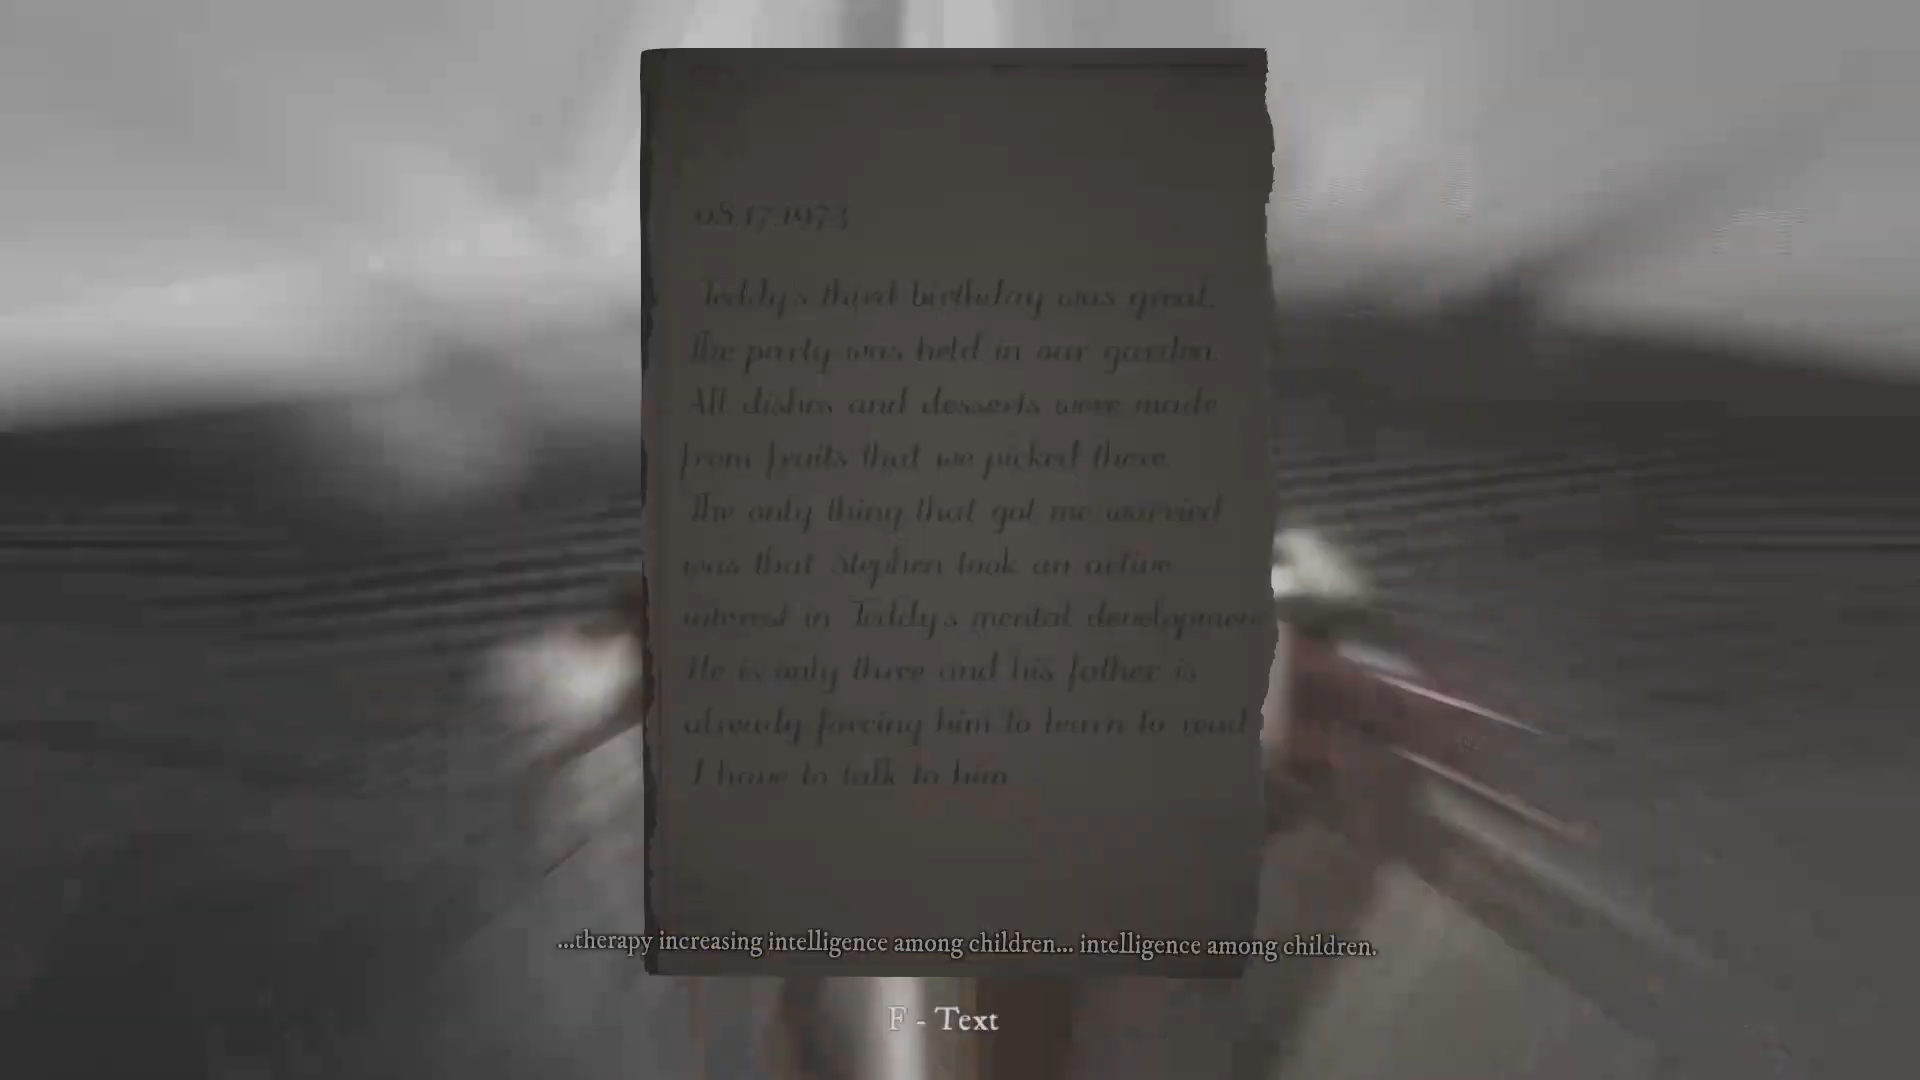 08.17.1973
Teddy's third birthday was great.
The party was held in our garden.
All dishes and desserts were made
from fruits that we picked there.
The only thing that got me worried
was that Stephen took an active
interest in Teddy's mental development
He is only three and his father is
already forcing him to learn to read
I have to talk to him
...therapy increasing intelligence among children... intelligence among children.
F - Text